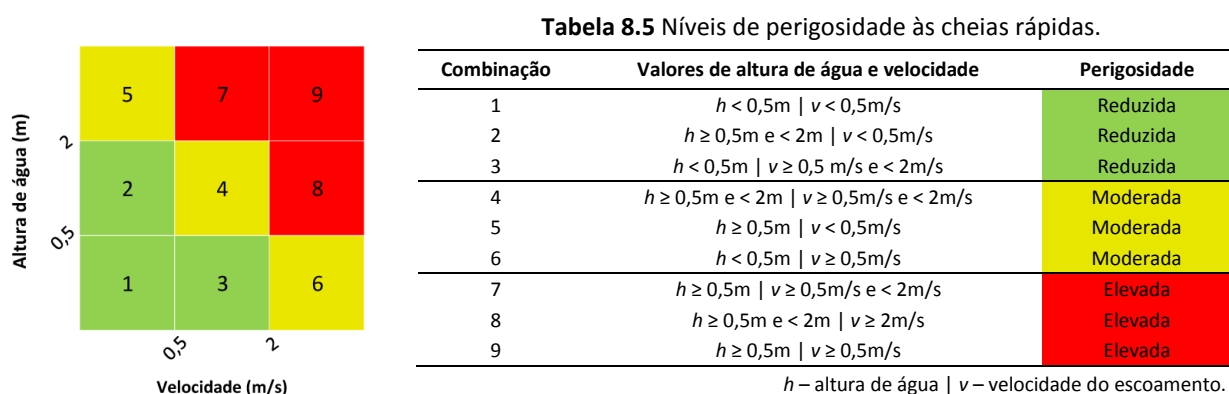 Tabela 8.5 Níveis de perigosidade às cheias rápidas.
Altura de água (m)
2
0,5
5 7 9
2 4 8
1 3 6
0,5 2
Velocidade (m/s)
Combinação Valores de altura de água e velocidade Perigosidade
1 h < 0,5m | v < 0,5m/s Reduzida
2 h ≥ 0,5m e < 2m | v < 0,5m/s Reduzida
3 h < 0,5m | v ≥ 0,5 m/s e < 2m/s Reduzida
4 h ≥ 0,5m e < 2m | v ≥ 0,5m/s e < 2m/s Moderada
5 h ≥ 0,5m | v < 0,5m/s Moderada
6 h < 0,5m | v ≥ 0,5m/s Moderada
7 h ≥ 0,5m | v ≥ 0,5m/s e < 2m/s Elevada
8 h ≥ 0,5m e < 2m | v ≥ 2m/s Elevada
9 h ≥ 0,5m | v ≥ 0,5m/s Elevada
h – altura de água | v – velocidade do escoamento.